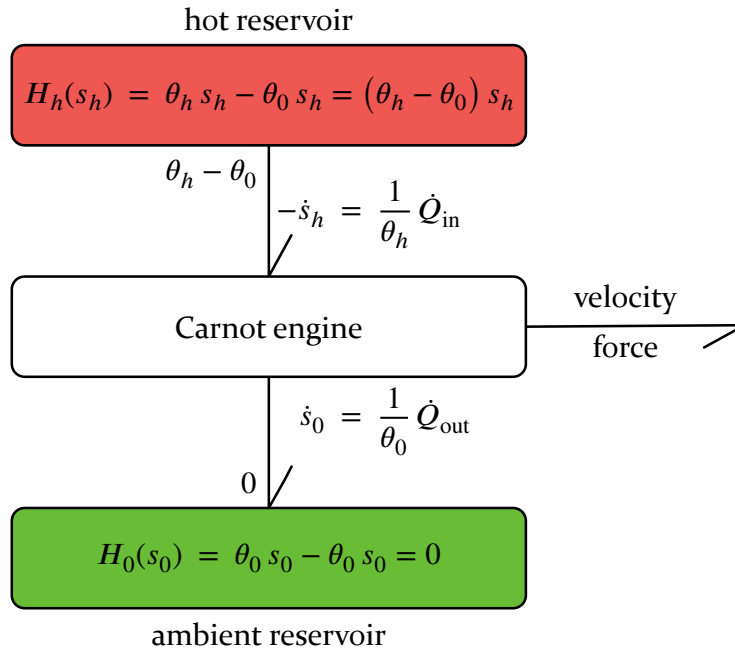 hot reservoir
H_h(s_h) = θ_h s_h − θ_0 s_h = (θ_h − θ_0) s_h
θ_h − θ_0
−ṡ_h = 1/θ_h Q̇_in
Carnot engine
velocity
force
ṡ_0 = 1/θ_0 Q̇_out
0
H_0(s_0) = θ_0 s_0 − θ_0 s_0 = 0
ambient reservoir